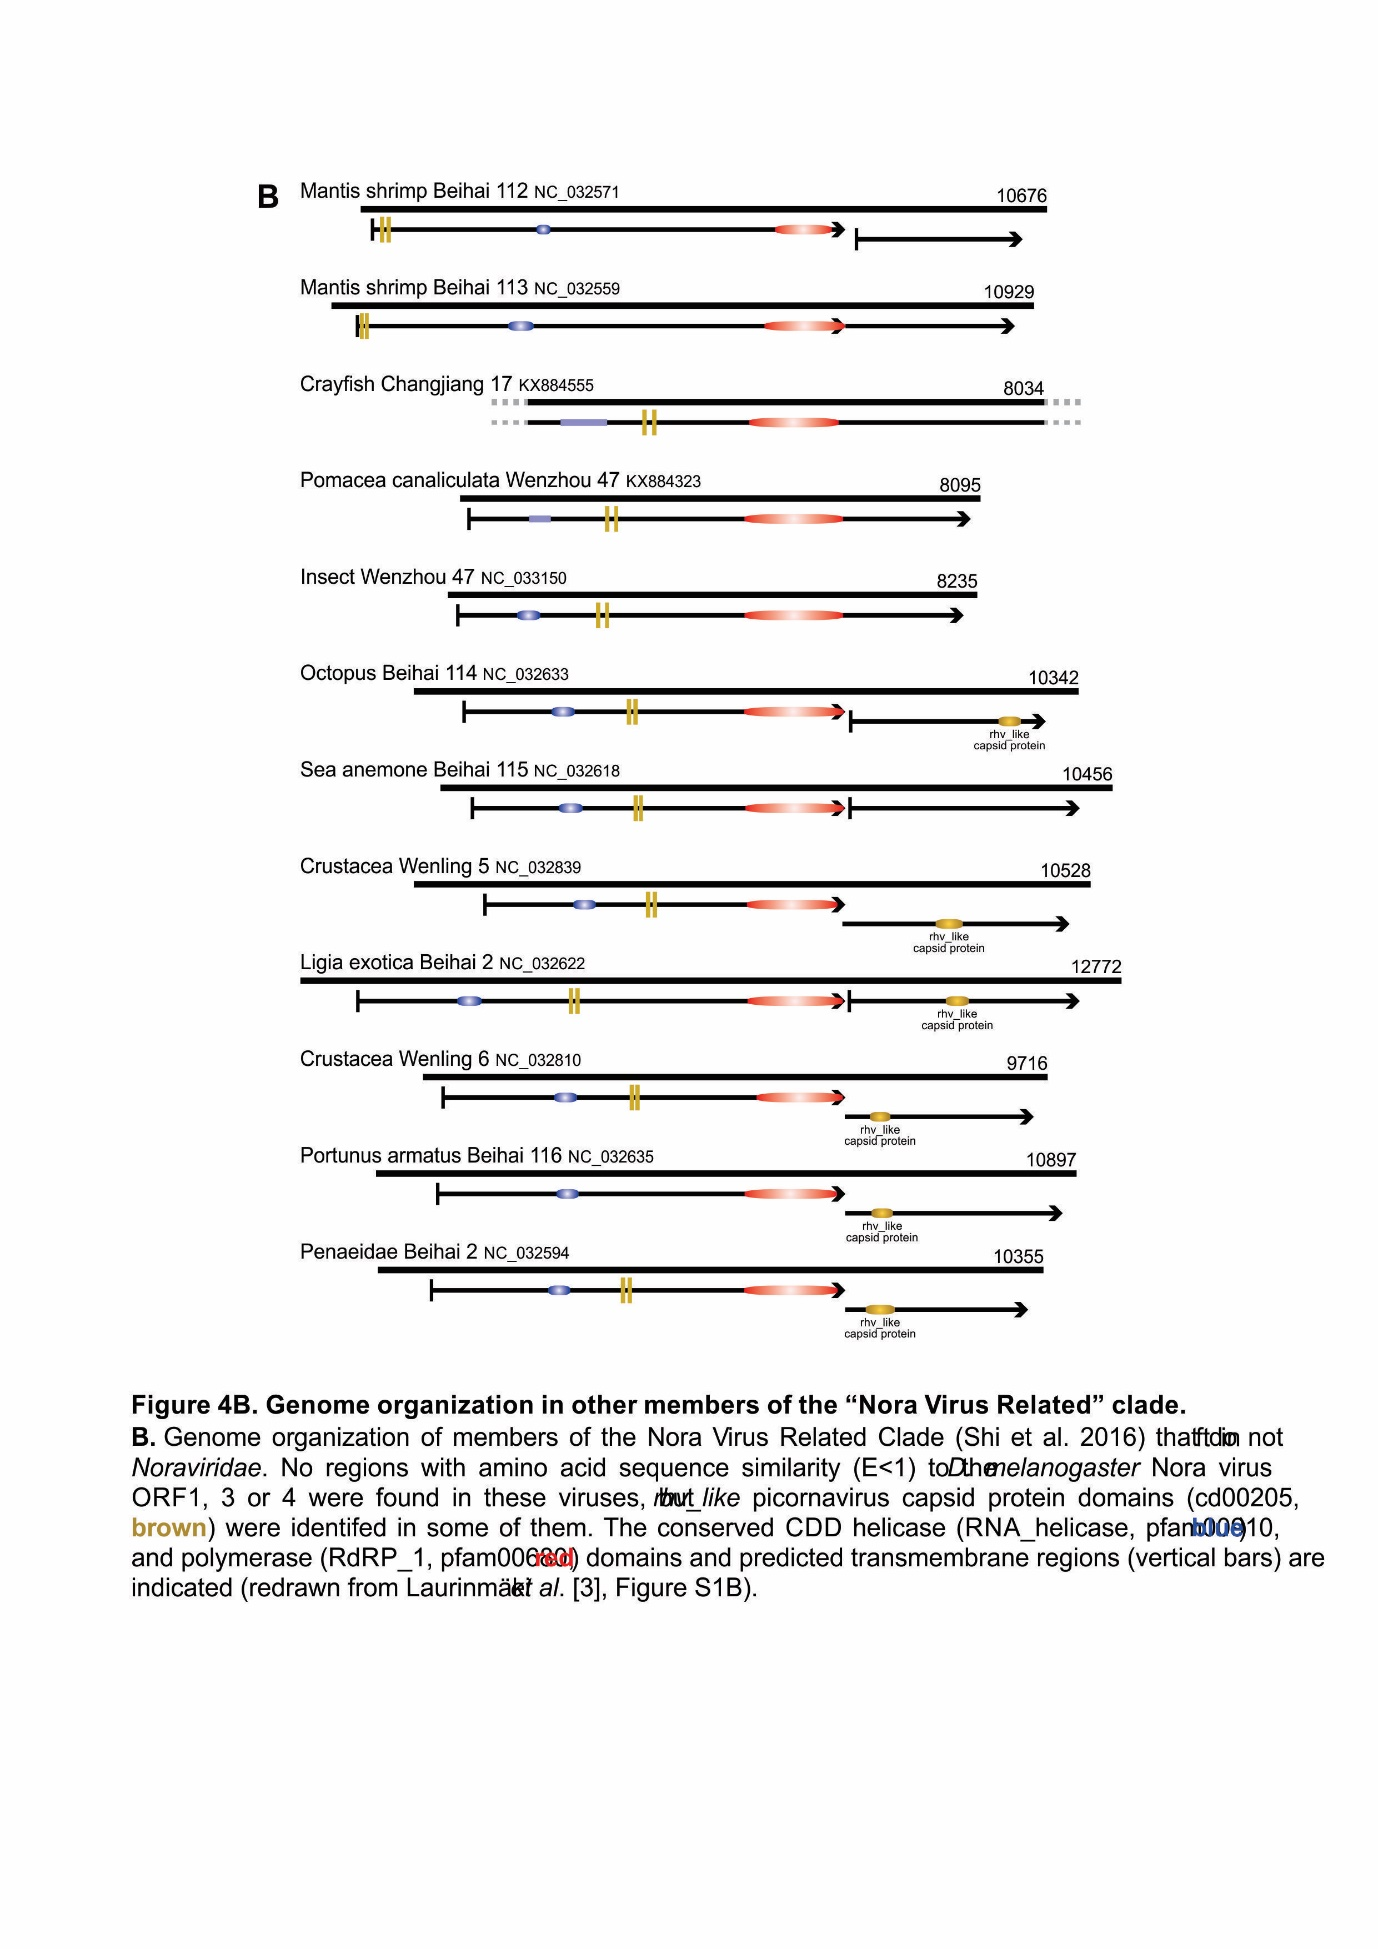 B
Mantis shrimp Beihai 112 NC_032571
10676
Mantis shrimp Beihai 113 NC_032559
10929
Crayfish Changjiang 17 KX884555
8034
Pomacea canaliculata Wenzhou 47 KX884323
8095
Insect Wenzhou 47 NC_033150
8235
Octopus Beihai 114 NC_032633
10342
rhv_like
capsid protein
Sea anemone Beihai 115 NC_032618
10456
Crustacea Wenling 5 NC_032839
10528
rhv_like
capsid protein
Ligia exotica Beihai 2 NC_032622
12772
rhv_like
capsid protein
Crustacea Wenling 6 NC_032810
9716
rhv_like
capsid protein
Portunus armatus Beihai 116 NC_032635
10897
rhv_like
capsid protein
Penaeidae Beihai 2 NC_032594
10355
rhv_like
capsid protein
Figure 4B. Genome organization in other members of the “Nora Virus Related” clade.
B. Genome organization of members of the Nora Virus Related Clade (Shi et al. 2016) that do not
Noraviridae. No regions with amino acid sequence similarity (E<1) to the melanogaster Nora virus
ORF1, 3 or 4 were found in these viruses, but like picornavirus capsid protein domains (cd00205,
brown) were identifed in some of them. The conserved CDD helicase (RNA_helicase, blue
and polymerase (RdRP_1, red) domains and predicted transmembrane regions (vertical bars) are
indicated (redrawn from Laurinmäki et al. [3], Figure S1B).